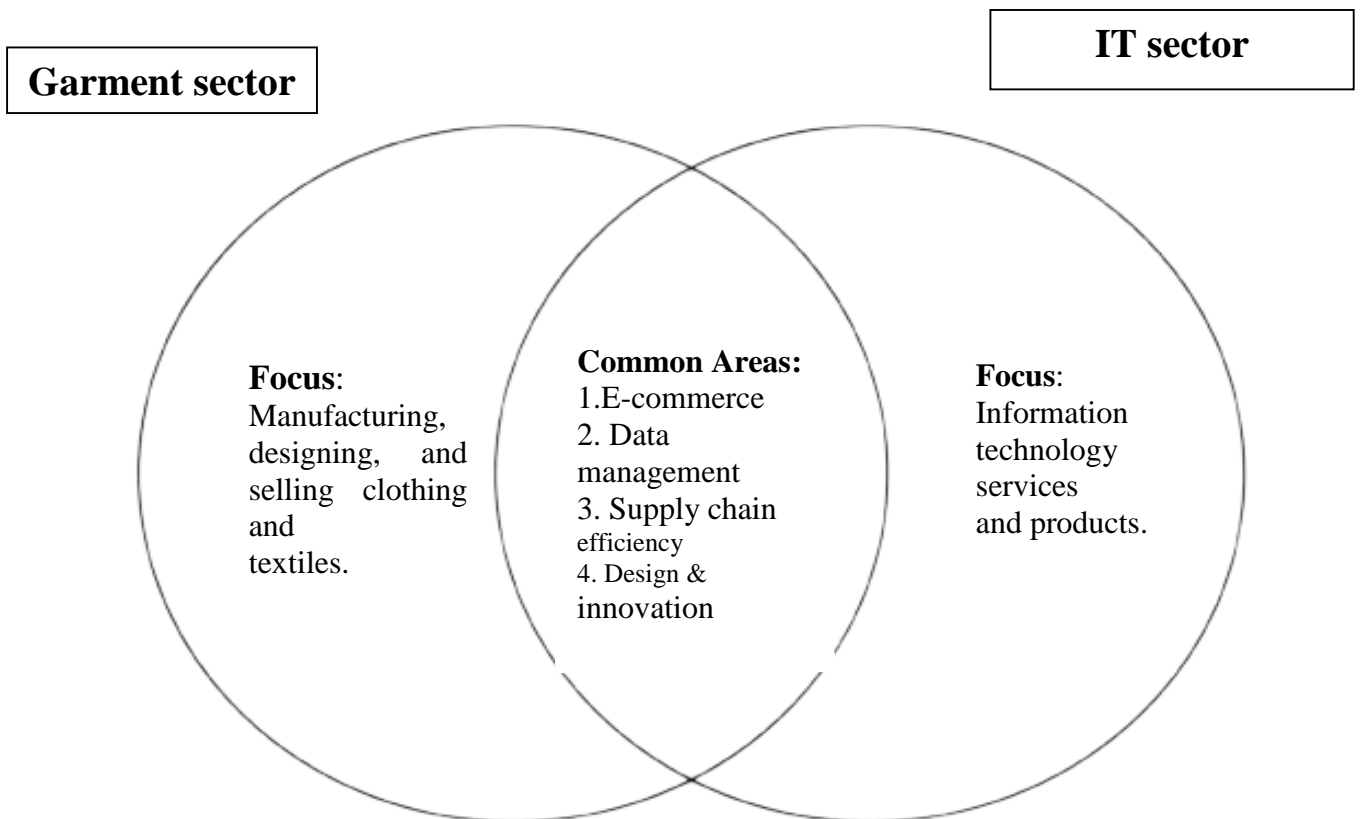 IT sector
Garment sector
Focus:
Manufacturing,
designing, and
selling clothing
and
textiles.
Common Areas:
1.E-commerce
2. Data
management
3. Supply chain
efficiency
4. Design &
innovation
Focus:
Information
technology
services
and products.